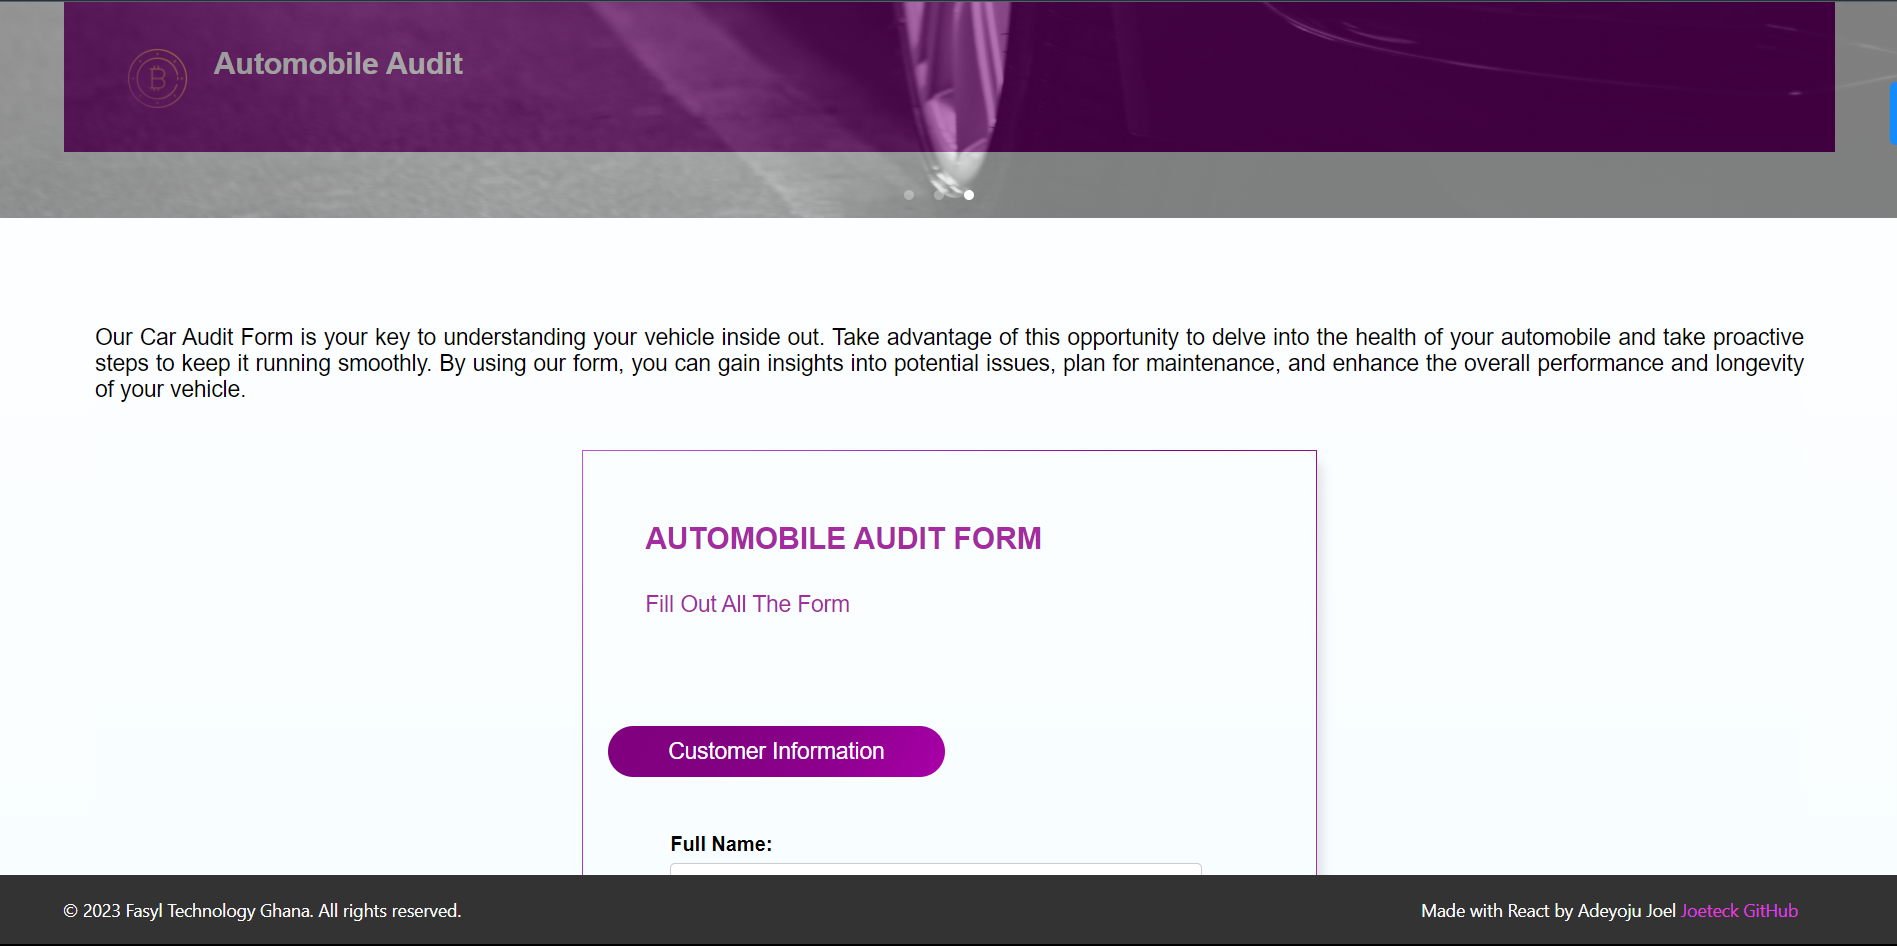 Automobile Audit
Our Car Audit Form is your key to understanding your vehicle inside out. Take advantage of this opportunity to delve into the health of your automobile and take proactive
steps to keep it running smoothly. By using our form, you can gain insights into potential issues, plan for maintenance, and enhance the overall performance and longevity
of your vehicle.
AUTOMOBILE AUDIT FORM
Fill Out All The Form
Customer Information
Full Name:
© 2023 Fasyl Technology Ghana. All rights reserved.
Made with React by Adeyoju Joel Joeteck GitHub